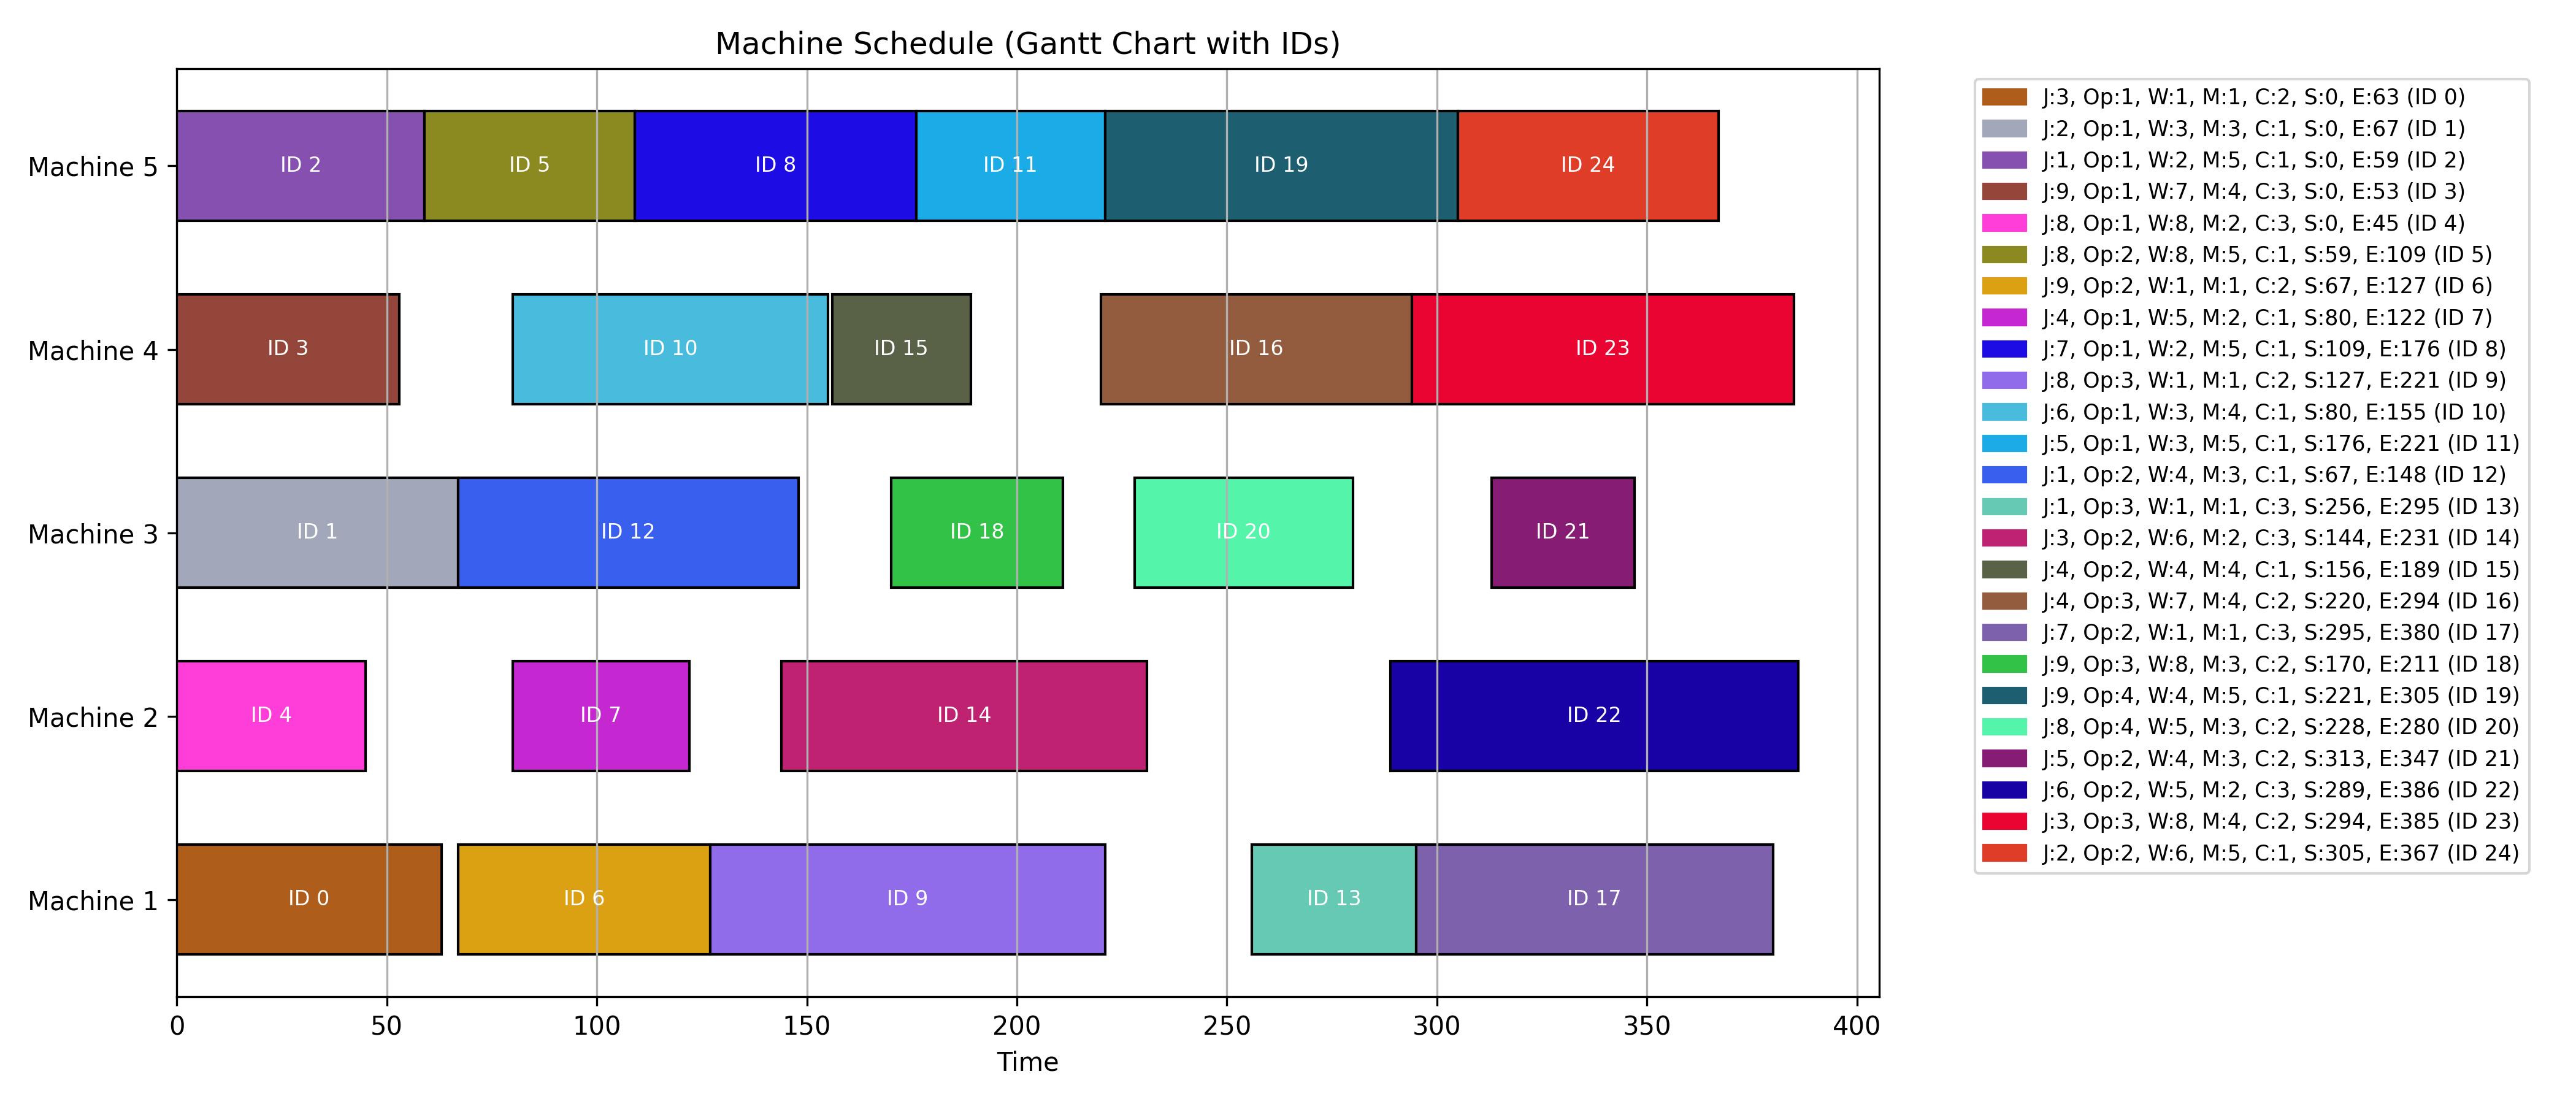 Machine Schedule (Gantt Chart with IDs)
Machine 5
ID 2
ID 5
ID 8
ID 11
ID 19
ID 24
Machine 4
ID 3
ID 10
ID 15
ID 16
ID 23
Machine 3
ID 1
ID 12
ID 18
ID 20
ID 21
Machine 2
ID 4
ID 7
ID 14
ID 22
Machine 1
ID 0
ID 6
ID 9
ID 13
ID 17
0 50 100 150 200 250 300 350 400
Time
J:3, Op:1, W:1, M:1, C:2, S:0, E:63 (ID 0)
J:2, Op:1, W:3, M:3, C:1, S:0, E:67 (ID 1)
J:1, Op:1, W:2, M:5, C:1, S:0, E:59 (ID 2)
J:9, Op:1, W:7, M:4, C:3, S:0, E:53 (ID 3)
J:8, Op:1, W:8, M:2, C:3, S:0, E:45 (ID 4)
J:8, Op:2, W:8, M:5, C:1, S:59, E:109 (ID 5)
J:9, Op:2, W:1, M:1, C:2, S:67, E:127 (ID 6)
J:4, Op:1, W:5, M:2, C:1, S:80, E:122 (ID 7)
J:7, Op:1, W:2, M:5, C:1, S:109, E:176 (ID 8)
J:8, Op:3, W:1, M:1, C:2, S:127, E:221 (ID 9)
J:6, Op:1, W:3, M:4, C:1, S:80, E:155 (ID 10)
J:5, Op:1, W:3, M:5, C:1, S:176, E:221 (ID 11)
J:1, Op:2, W:4, M:3, C:1, S:67, E:148 (ID 12)
J:1, Op:3, W:1, M:1, C:3, S:256, E:295 (ID 13)
J:3, Op:2, W:6, M:2, C:3, S:144, E:231 (ID 14)
J:4, Op:2, W:4, M:4, C:1, S:156, E:189 (ID 15)
J:4, Op:3, W:7, M:4, C:2, S:220, E:294 (ID 16)
J:7, Op:2, W:1, M:1, C:3, S:295, E:380 (ID 17)
J:9, Op:3, W:8, M:3, C:2, S:170, E:211 (ID 18)
J:9, Op:4, W:4, M:5, C:1, S:221, E:305 (ID 19)
J:8, Op:4, W:5, M:3, C:2, S:228, E:280 (ID 20)
J:5, Op:2, W:4, M:3, C:2, S:313, E:347 (ID 21)
J:6, Op:2, W:5, M:2, C:3, S:289, E:386 (ID 22)
J:3, Op:3, W:8, M:4, C:2, S:294, E:385 (ID 23)
J:2, Op:2, W:6, M:5, C:1, S:305, E:367 (ID 24)